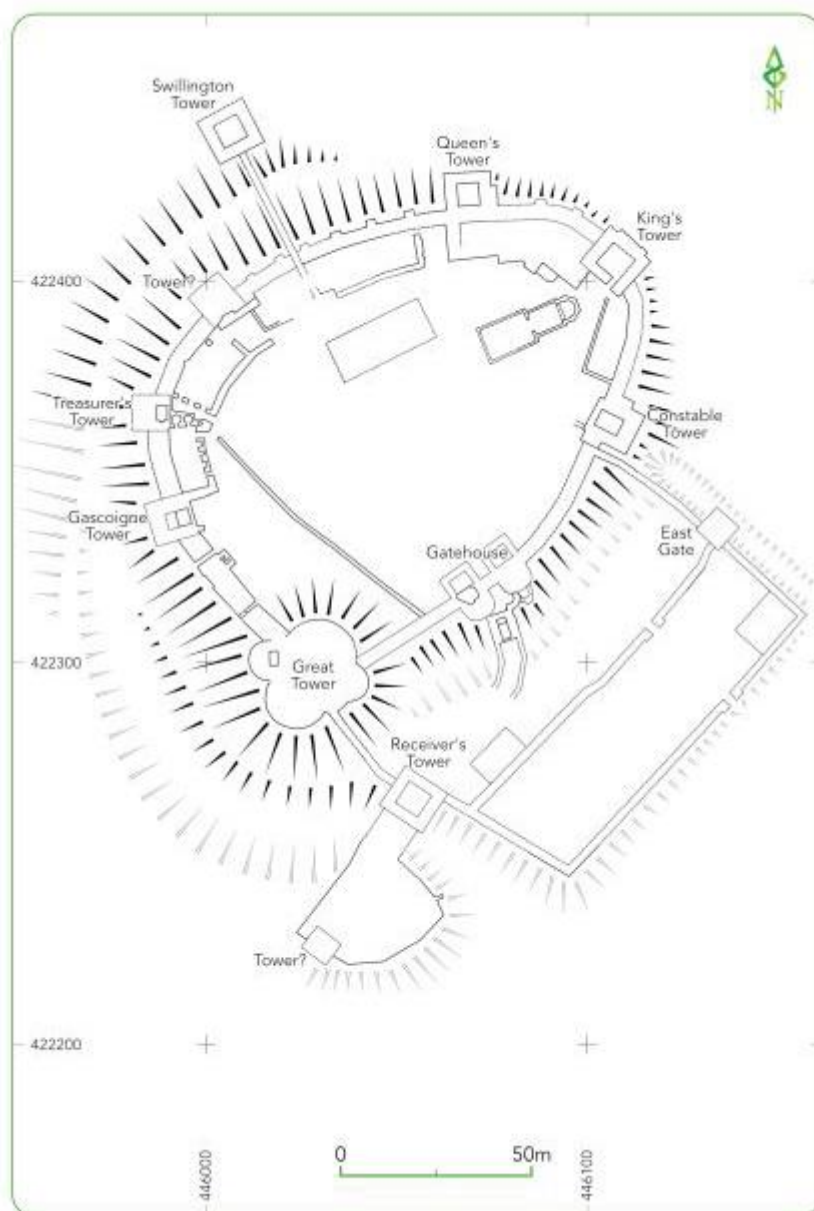 N
Swillington
Tower
Queen's
Tower
King's
Tower
422400
Tower?
Treasurer's
Tower
Constable
Tower
Gascoigne
Tower
East
Gate
Gatehouse
422300
Great
Tower
Receiver's
Tower
Tower?
422200
0
50m
446000
446100